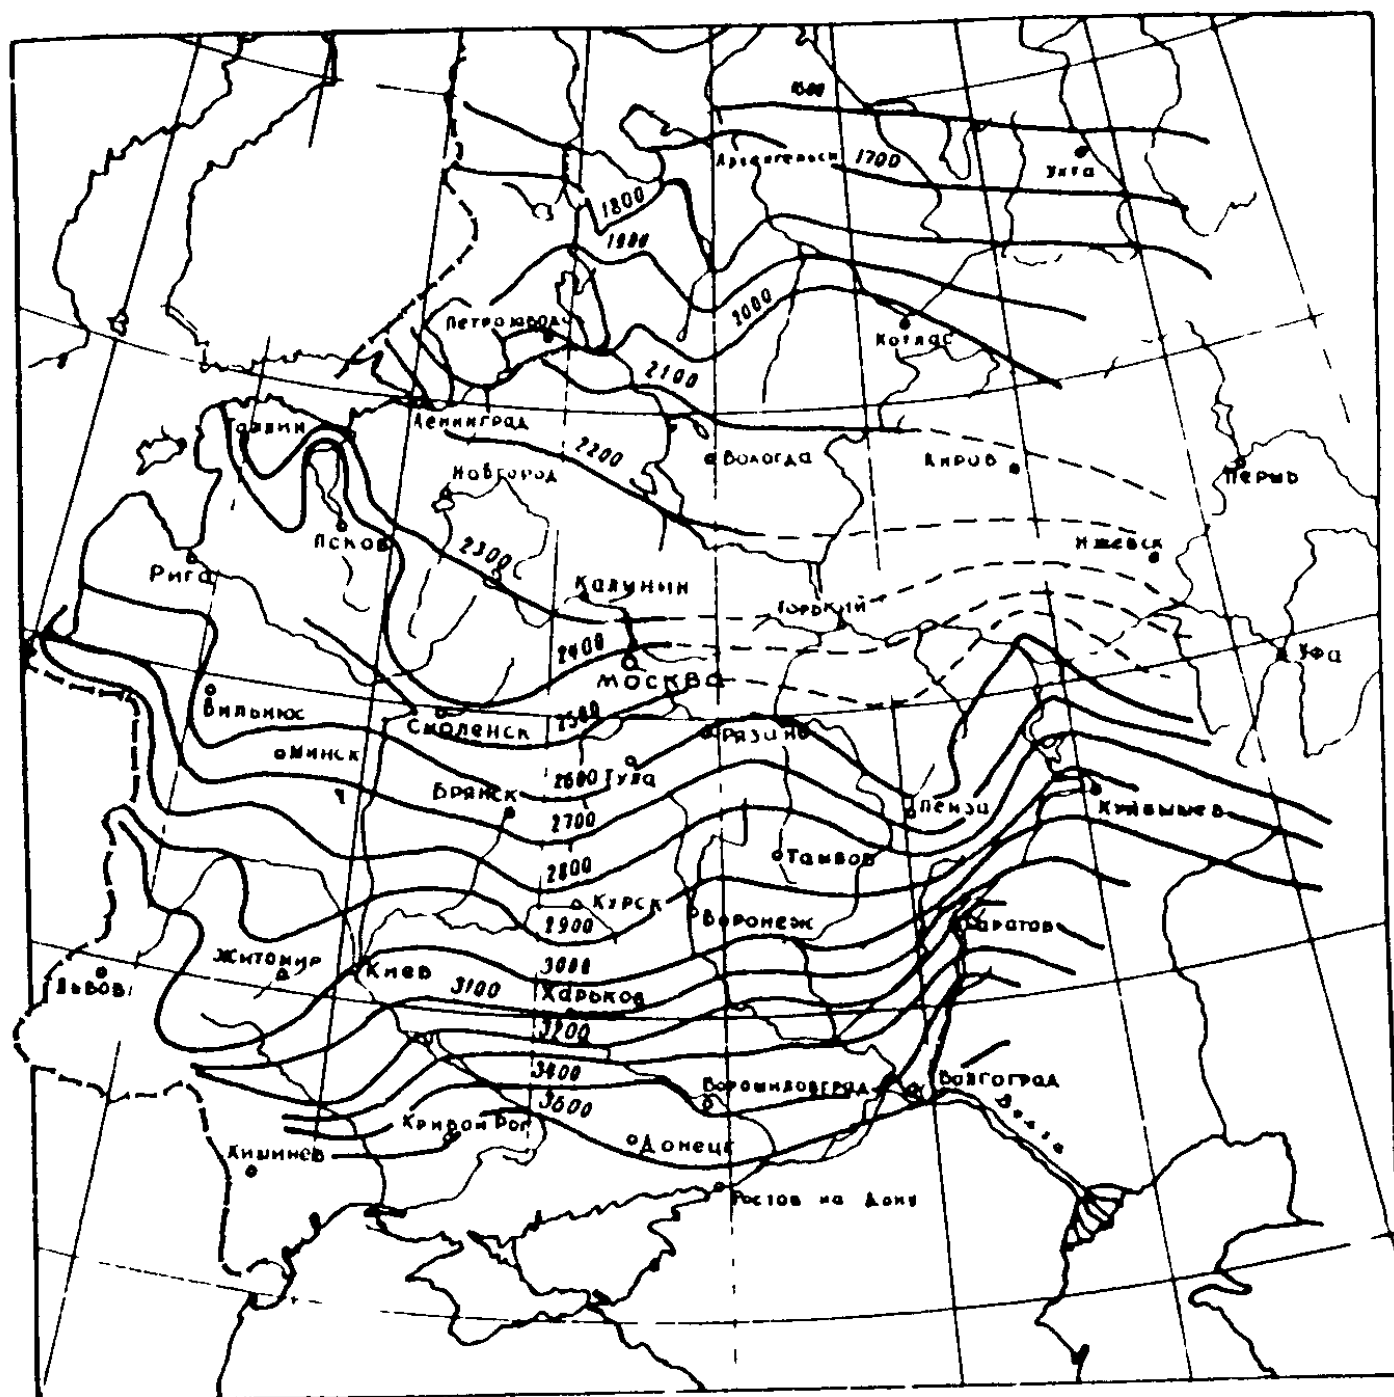 1600
Архангельск 1700
Ухта
1800
1900
2000
Петрозаводс
Котлас
2100
Таллин
Ленинград
2200
Вологда
Киров
Пермь
Новгород
Псков
2300
Ижевск
Рига
Калинин
Горький
2400
Уфа
Москва
Вильнюс
Смоленск
2500
Рязань
Минск
2600 Тула
Брянск
Пенза
Куйбышев
2700
Тамбов
2800
Курск
2900
Воронеж
Саратов
Житомир
Киев
3000
Львов
3100
Харьков
3200
3400
Ворошиловград
Волгоград
3600
Волга
Кривой Рог
Донецк
Кишинев
Ростов на Дону